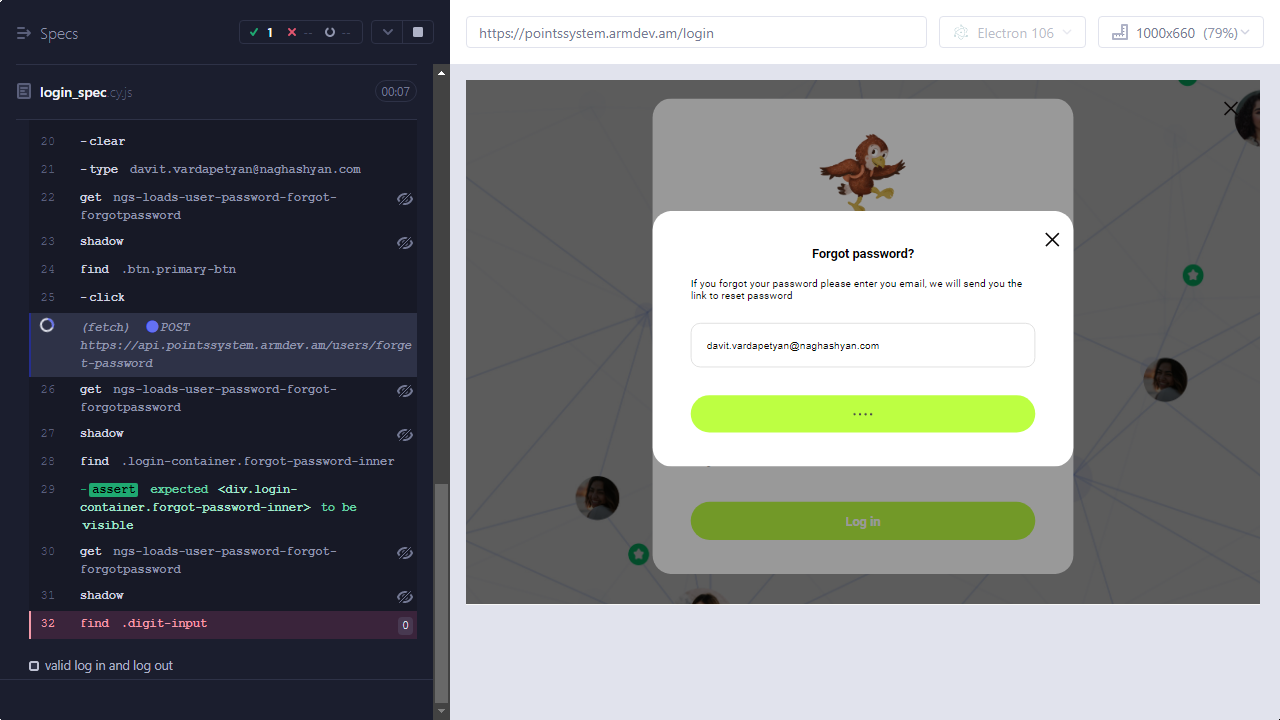 Specs
1
--
--
https://pointssystem.armdev.am/login
Electron 106
1000x660 (79%)
login_spec.cy.js
00:07
20 -clear
21 -type davit.vardapetyan@naghashyan.com
22 get ngs-loads-user-password-forgot-
forgotpassword
23 shadow
24 find .btn.primary-btn
25 -click
(fetch) POST
https://api.pointssystem.armdev.am/users/forge
t-password
26 get ngs-loads-user-password-forgot-
forgotpassword
27 shadow
28 find .login-container.forgot-password-inner
29 -assert expected <div.login-
container.forgot-password-inner> to be
visible
30 get ngs-loads-user-password-forgot-
forgotpassword
31 shadow
32 find .digit-input 0
valid log in and log out
Forgot password?
If you forgot your password please enter you email, we will send you the
link to reset password
davit.vardapetyan@naghashyan.com
....
Log in